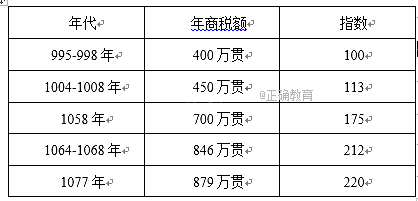 年代 年商税额 指数
995-998 年 400 万贯 100
1004-1008 年 450 万贯 113
1058 年 700 万贯 175
1064-1068 年 846 万贯 212
1077 年 879 万贯 220
@正确教育